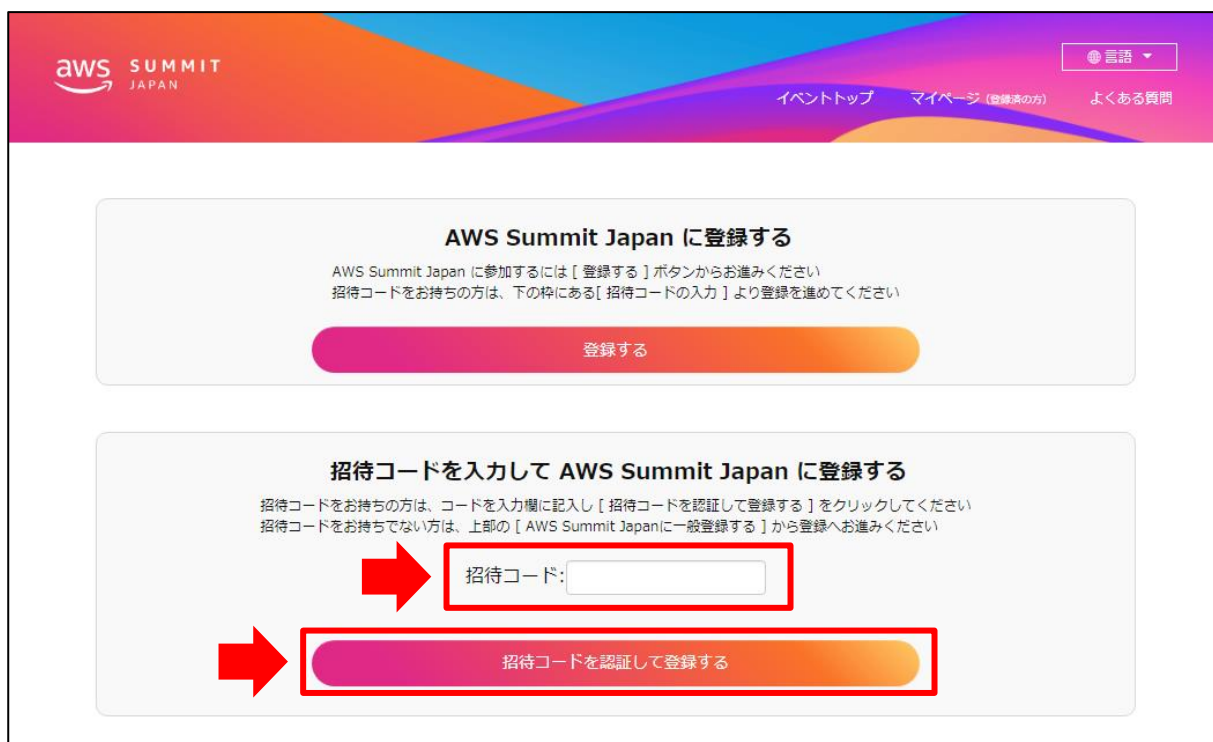 aws SUMMIT
JAPAN
言語
イベントトップ マイページ (登録済の方) よくある質問
AWS Summit Japan に登録する
AWS Summit Japan に参加するには [ 登録する ] ボタンからお進みください
招待コードをお持ちの方は、下の枠にある[ 招待コードの入力 ] より登録を進めてください
登録する
招待コードを入力して AWS Summit Japan に登録する
招待コードをお持ちの方は、コードを入力欄に記入し [ 招待コードを認証して登録する ] をクリックしてください
招待コードをお持ちでない方は、上部の [ AWS Summit Japanに一般登録する ] から登録へお進みください
招待コード:
招待コードを認証して登録する